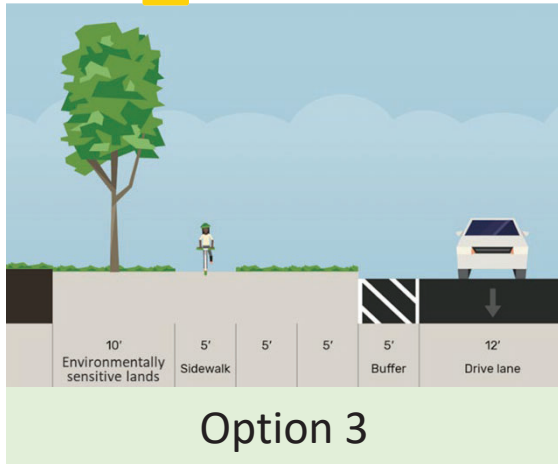 10′ 5′ 5′ 5′ 5′ 12′
Environmentally
sensitive lands Sidewalk Buffer Drive lane
Option 3